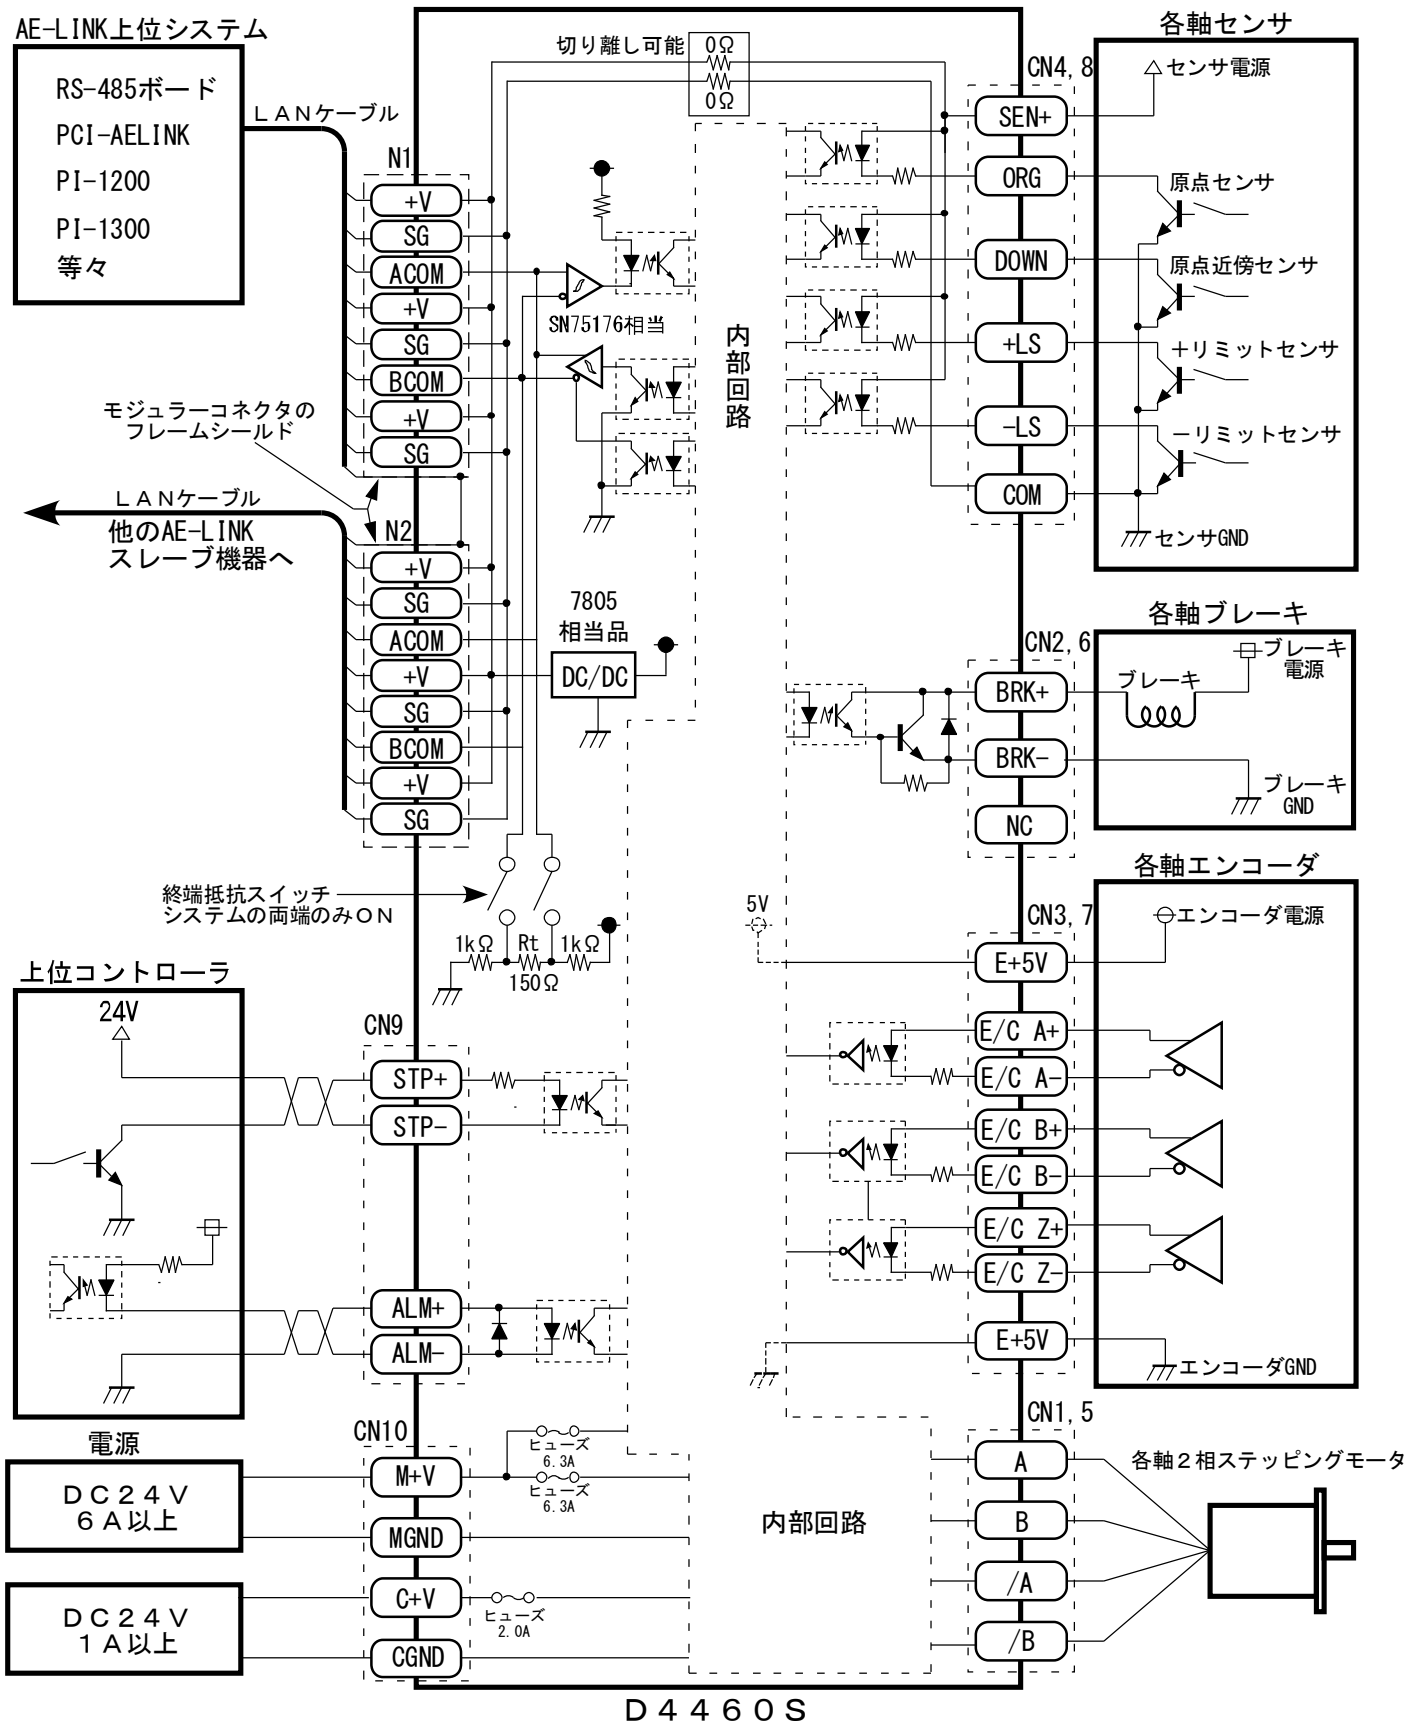 AE-LINK上位システム
RS-485ボード
PCI-AELINK
PI-1200
PI-1300
等々
LANケーブル
N1
+V
SG
ACOM
+V
SG
BCOM
+V
SG
モジュラーコネクタの
フレームシールド
LANケーブル
他のAE-LINK
スレーブ機器へ
N2
+V
SG
ACOM
+V
SG
BCOM
+V
SG
切り離し可能
0Ω
0Ω
SN75176相当
7805
相当品
DC/DC
内部回路
終端抵抗スイッチ
システムの両端のみON
1kΩ
Rt
1kΩ
150Ω
5V
上位コントローラ
24V
CN9
STP+
STP-
ALM+
ALM-
電源
DC24V
6A以上
DC24V
1A以上
CN10
M+V
MGND
C+V
CGND
ヒューズ
6.3A
ヒューズ
6.3A
ヒューズ
2.0A
内部回路
各軸センサ
CN4,8
SEN+
ORG
DOWN
+LS
-LS
COM
センサ電源
原点センサ
原点近傍センサ
+リミットセンサ
-リミットセンサ
センサGND
各軸ブレーキ
CN2,6
BRK+
BRK-
NC
ブレーキ
ブレーキ
電源
ブレーキ
GND
各軸エンコーダ
CN3,7
E+5V
E/C A+
E/C A-
E/C B+
E/C B-
E/C Z+
E/C Z-
E+5V
エンコーダ電源
エンコーダGND
CN1,5
A
B
/A
/B
各軸2相ステッピングモータ
D4460S